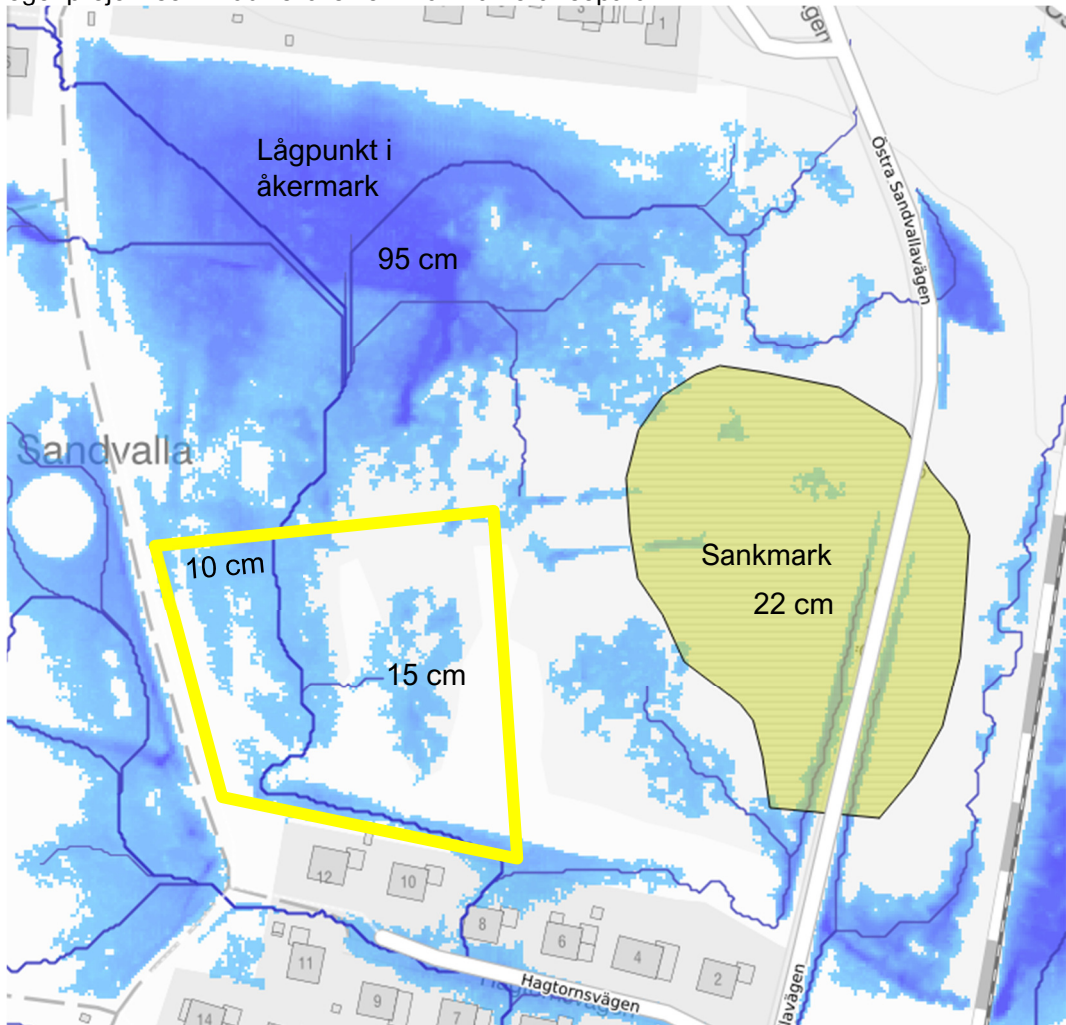 1
Lågpunkt i
åkermark
95 cm
Östra Sandvallavägen
Sandvalla
10 cm
15 cm
Sankmark
22 cm
12
10
8
6
4
2
11
9
7
14
Hagtornsvägen